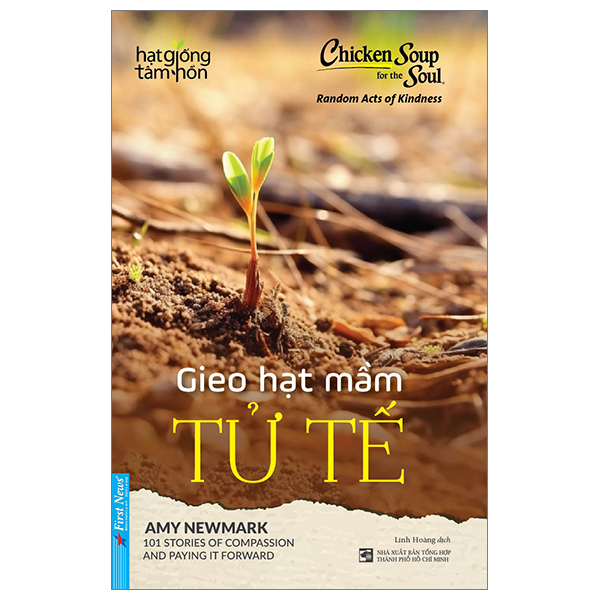 hạt giống
tâm hồn
Chicken Soup
for the
Soul
Random Acts of Kindness
Gieo hạt mầm
TỬ TẾ
First News
AMY NEWMARK
101 STORIES OF COMPASSION
AND PAYING IT FORWARD
Linh Hoàng dịch
NHÀ XUẤT BẢN TỔNG HỢP
THÀNH PHỐ HỒ CHÍ MINH